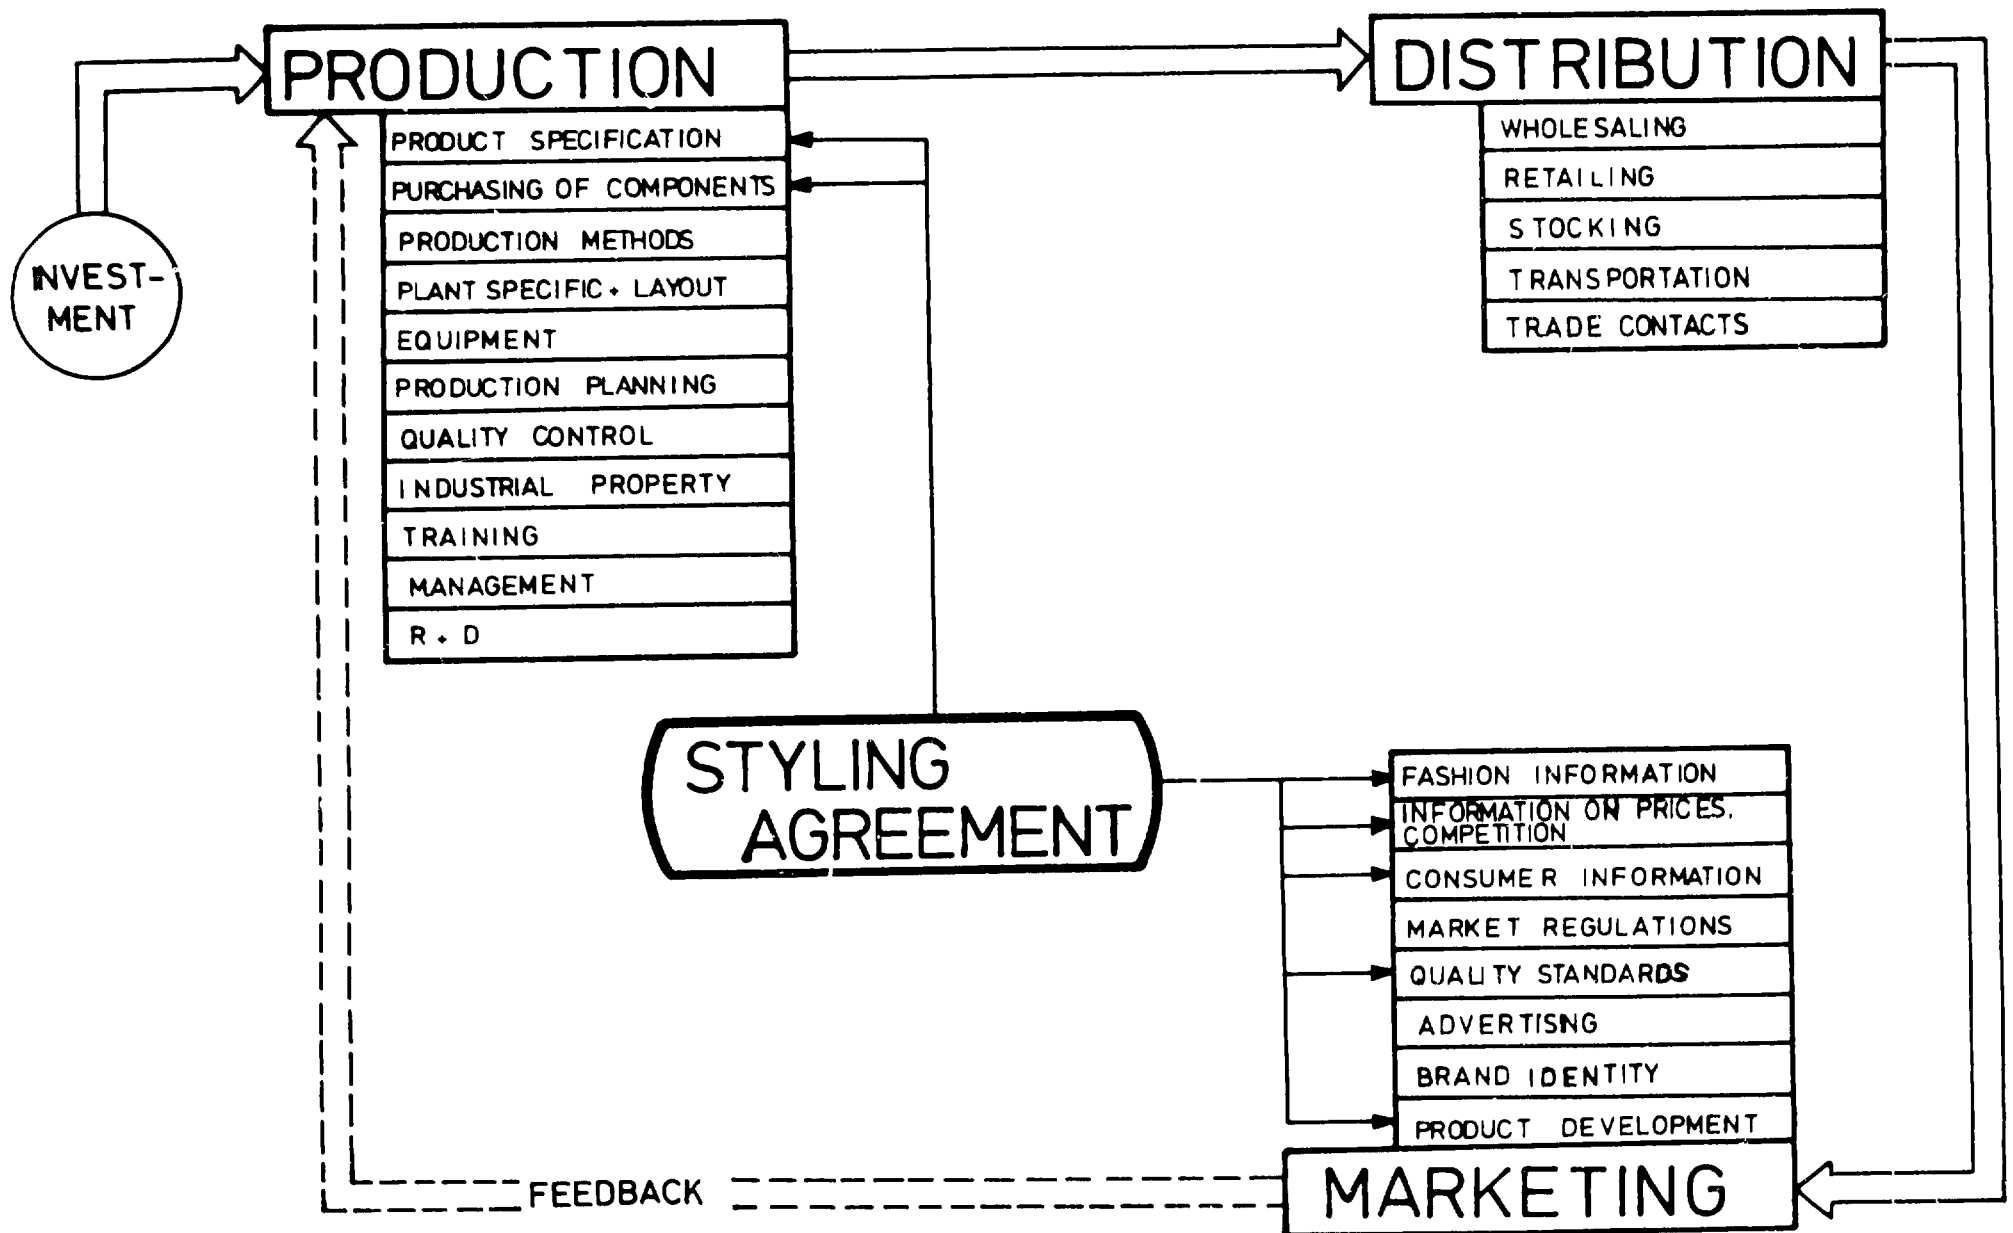 PRODUCTION
PRODUCT SPECIFICATION
PURCHASING OF COMPONENTS
PRODUCTION METHODS
PLANT SPECIFIC + LAYOUT
EQUIPMENT
PRODUCTION PLANNING
QUALITY CONTROL
INDUSTRIAL PROPERTY
TRAINING
MANAGEMENT
R + D
INVEST-
MENT
DISTRIBUTION
WHOLESALING
RETAILING
STOCKING
TRANSPORTATION
TRADE CONTACTS
STYLING
AGREEMENT
FASHION INFORMATION
INFORMATION ON PRICES.
COMPETITION
CONSUMER INFORMATION
MARKET REGULATIONS
QUALITY STANDARDS
ADVERTISNG
BRAND IDENTITY
PRODUCT DEVELOPMENT
MARKETING
FEEDBACK